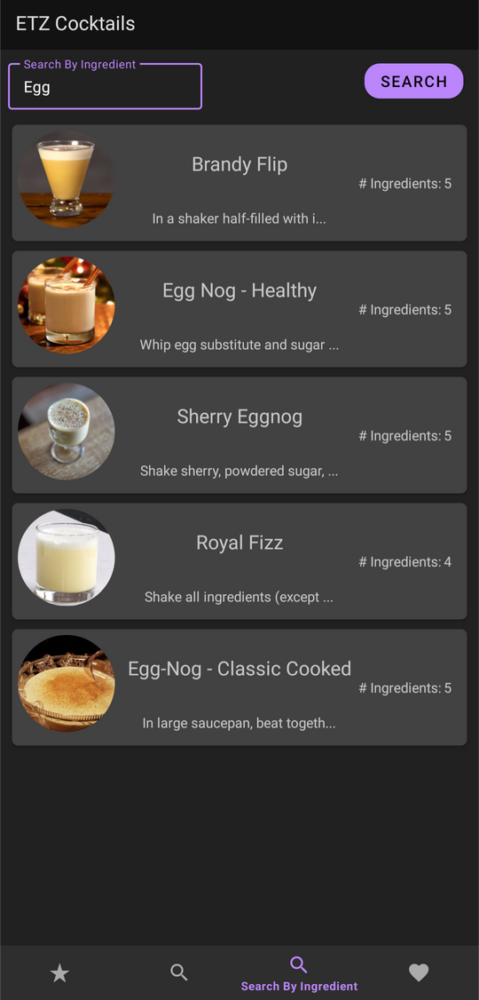 ETZ Cocktails
Search By Ingredient
Egg
SEARCH
Brandy Flip
# Ingredients: 5
In a shaker half-filled with i...
Egg Nog - Healthy
# Ingredients: 5
Whip egg substitute and sugar ...
Sherry Eggnog
# Ingredients: 5
Shake sherry, powdered sugar, ...
Royal Fizz
# Ingredients: 4
Shake all ingredients (except ...
Egg-Nog - Classic Cooked
# Ingredients: 5
In large saucepan, beat togeth...
Search By Ingredient